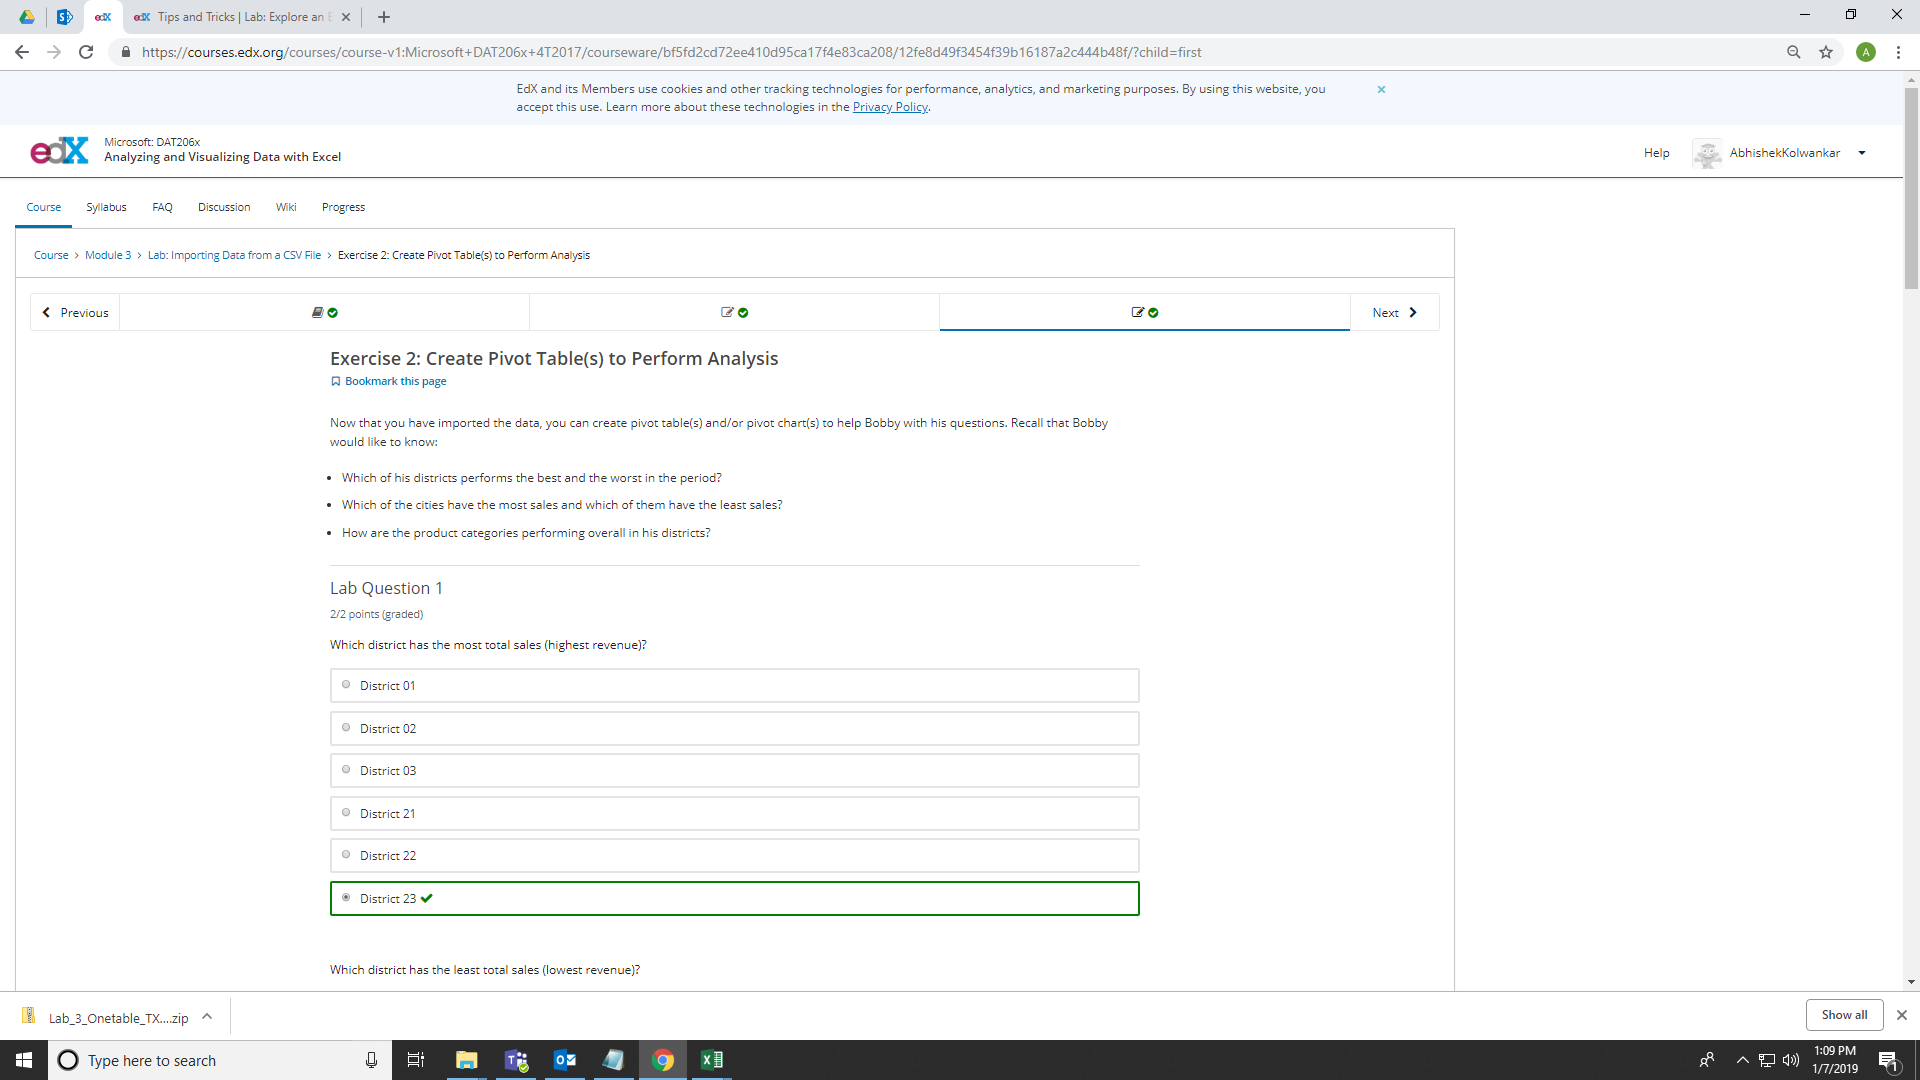 Tips and Tricks | Lab: Explore an E
https://courses.edx.org/courses/course-v1:Microsoft+DAT206x+4T2017/courseware/bf5fd2cd72ee410d95ca17f4e83ca208/12fe8d49f3454f39b16187a2c444b48f/?child=first
A
EdX and its Members use cookies and other tracking technologies for performance, analytics, and marketing purposes. By using this website, you
accept this use. Learn more about these technologies in the Privacy Policy.
edX
Microsoft: DAT206x
Analyzing and Visualizing Data with Excel
Help
AbhishekKolwankar
Course Syllabus FAQ Discussion Wiki Progress
Course > Module 3 > Lab: Importing Data from a CSV File > Exercise 2: Create Pivot Table(s) to Perform Analysis
Previous
Next
Exercise 2: Create Pivot Table(s) to Perform Analysis
Bookmark this page
Now that you have imported the data, you can create pivot table(s) and/or pivot chart(s) to help Bobby with his questions. Recall that Bobby
would like to know:
• Which of his districts performs the best and the worst in the period?
• Which of the cities have the most sales and which of them have the least sales?
• How are the product categories performing overall in his districts?
Lab Question 1
2/2 points (graded)
Which district has the most total sales (highest revenue)?
District 01
District 02
District 03
District 21
District 22
District 23
Which district has the least total sales (lowest revenue)?
Lab_3_Onetable_TX....zip
Show all
Type here to search
1:09 PM
1/7/2019
1